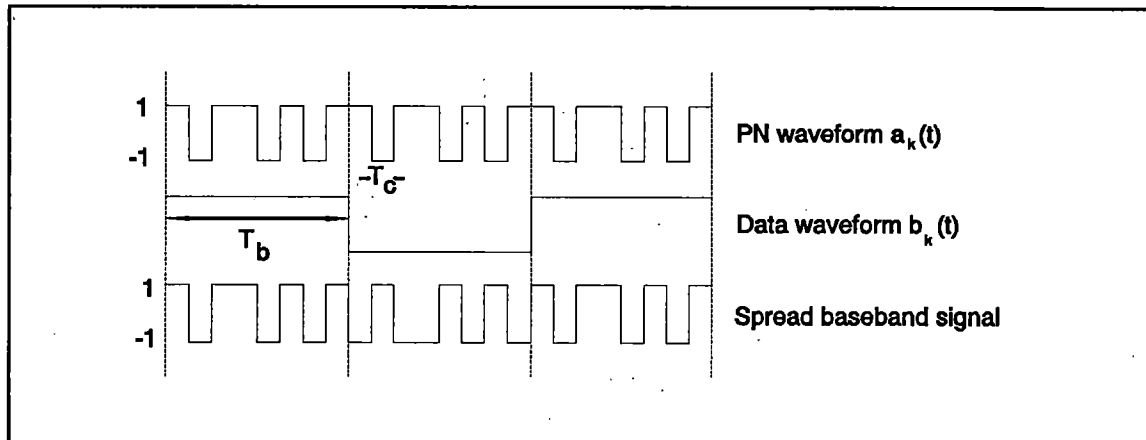 1
-1
PN waveform a_k(t)
-T_c-
T_b
Data waveform b_k(t)
1
-1
Spread baseband signal